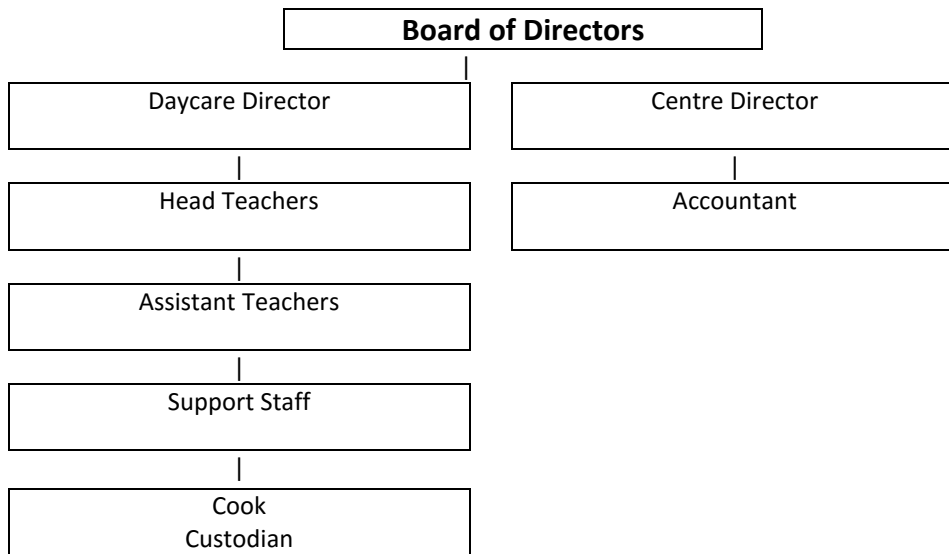 Board of Directors
Daycare Director
Centre Director
Head Teachers
Accountant
Assistant Teachers
Support Staff
Cook
Custodian